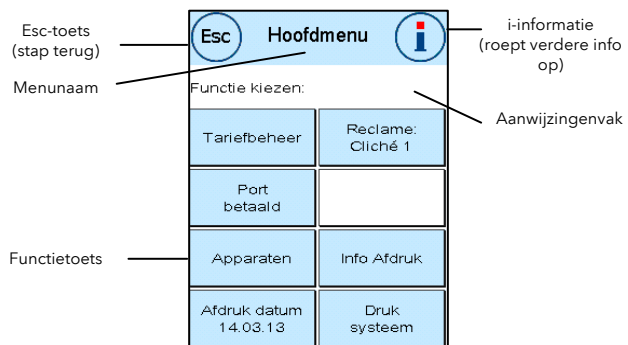 Esc-toets
(stap terug)
Menunaam
Functietoets
Esc
Hoofdmenu
i
Functie kiezen:
Tariefbeheer
Reclame:
Cliché 1
Port
betaald
Apparaten
Info Afdruk
Afdruk datum
14.03.13
Druk
systeem
i-informatie
(roept verdere info
op)
Aanwijzingenvak